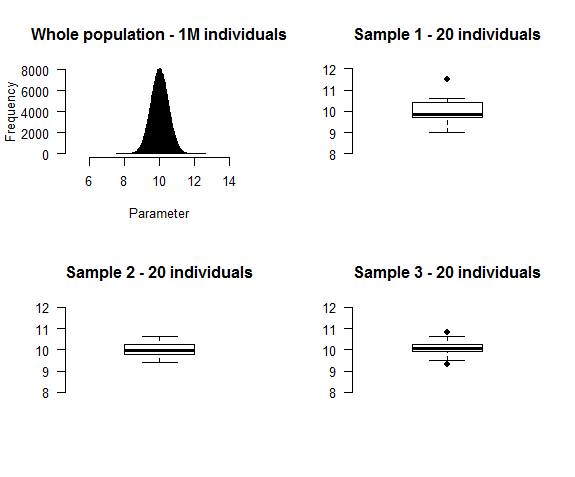 Whole population - 1M individuals
Frequency
8000
6000
4000
2000
0
6 8 10 12 14
Parameter
Sample 1 - 20 individuals
12
11
10
9
8
Sample 2 - 20 individuals
12
11
10
9
8
Sample 3 - 20 individuals
12
11
10
9
8